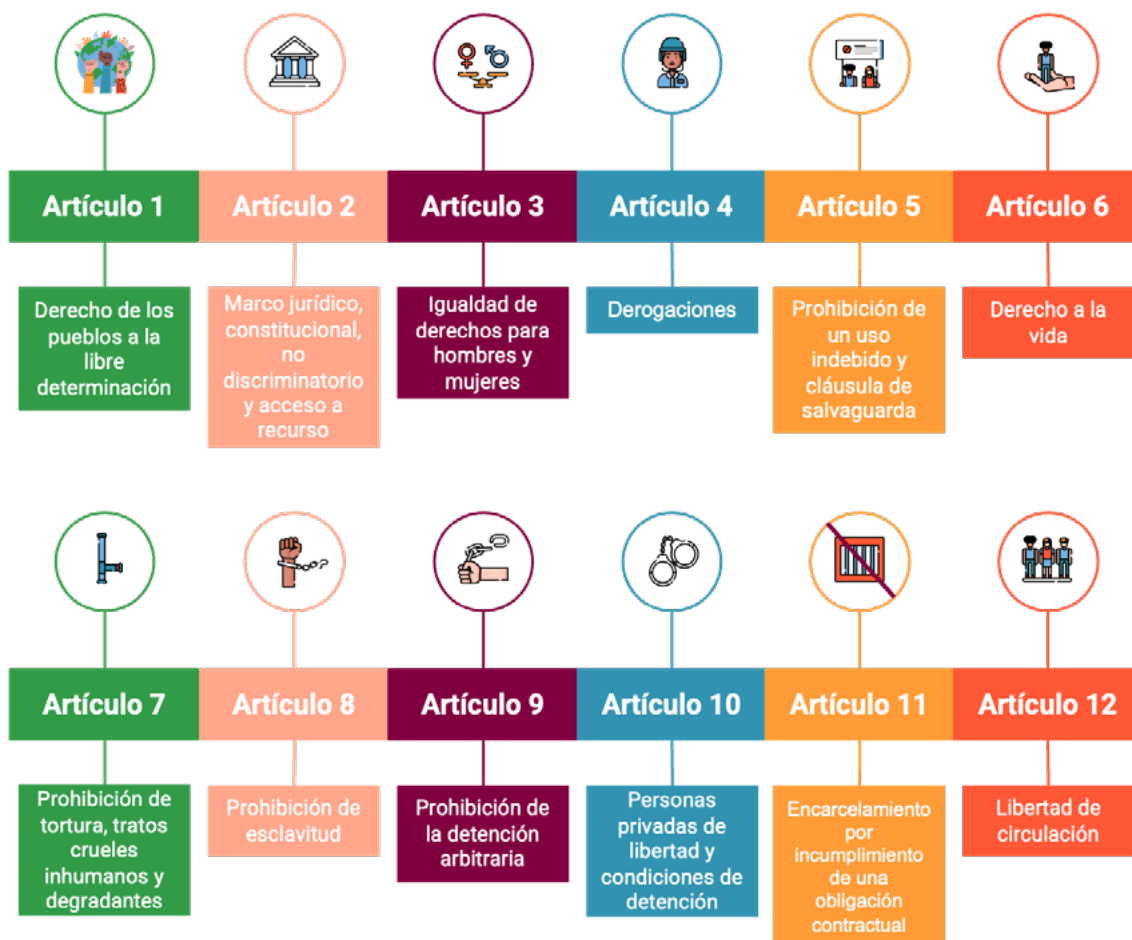 Artículo 1
Artículo 2
Artículo 3
Artículo 4
Artículo 5
Artículo 6
Derecho de los
pueblos a la
libre
determinación
Marco jurídico,
constitucional,
no
discriminatorio
y acceso a
recurso
Igualdad de
derechos para
hombres y
mujeres
Derogaciones
Prohibición de
un uso
indebido y
cláusula de
salvaguarda
Derecho a la
vida
Artículo 7
Artículo 8
Artículo 9
Artículo 10
Artículo 11
Artículo 12
Prohibición de
tortura, tratos
crueles
inhumanos y
degradantes
Prohibición de
esclavitud
Prohibición de
la detención
arbitraria
Personas
privadas de
libertad y
condiciones de
detención
Encarcelamiento
por
incumplimiento
de una
obligación
contractual
Libertad de
circulación